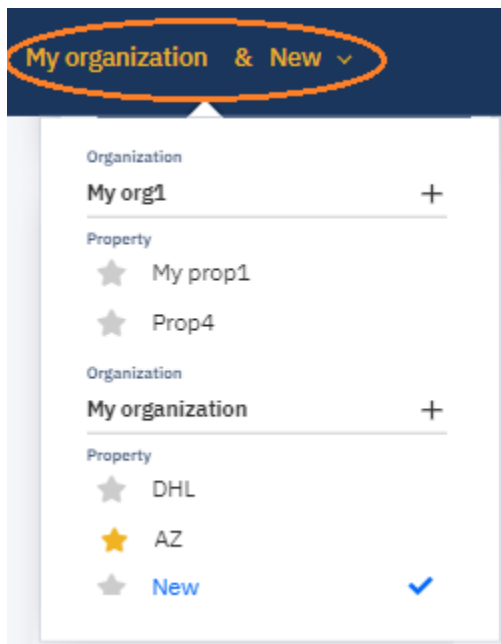 My organization & New
Organization
My org1
Property
My prop1
Prop4
Organization
My organization
Property
DHL
AZ
New